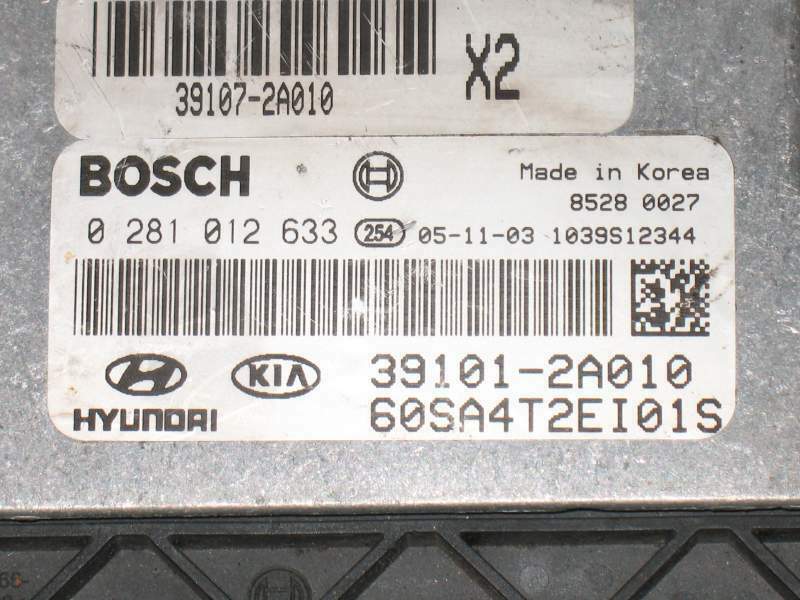 39107-2A010
X2
BOSCH
Made in Korea
8528 0027
0 281 012 633 254 05-11-03 1039S12344
39101-2A010
HYUNDAI KIA
60SA4T2EI01S